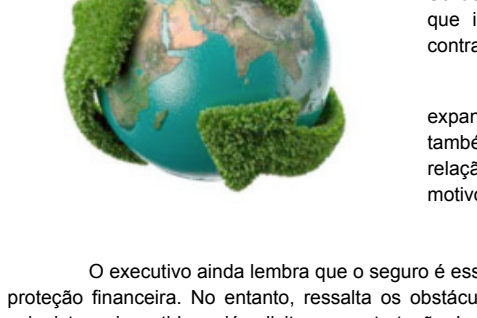 que i
contra
expan
també
relaçã
motivo
O executivo ainda lembra que o seguro é ess
proteção financeira. No entanto, ressalta os obstácu